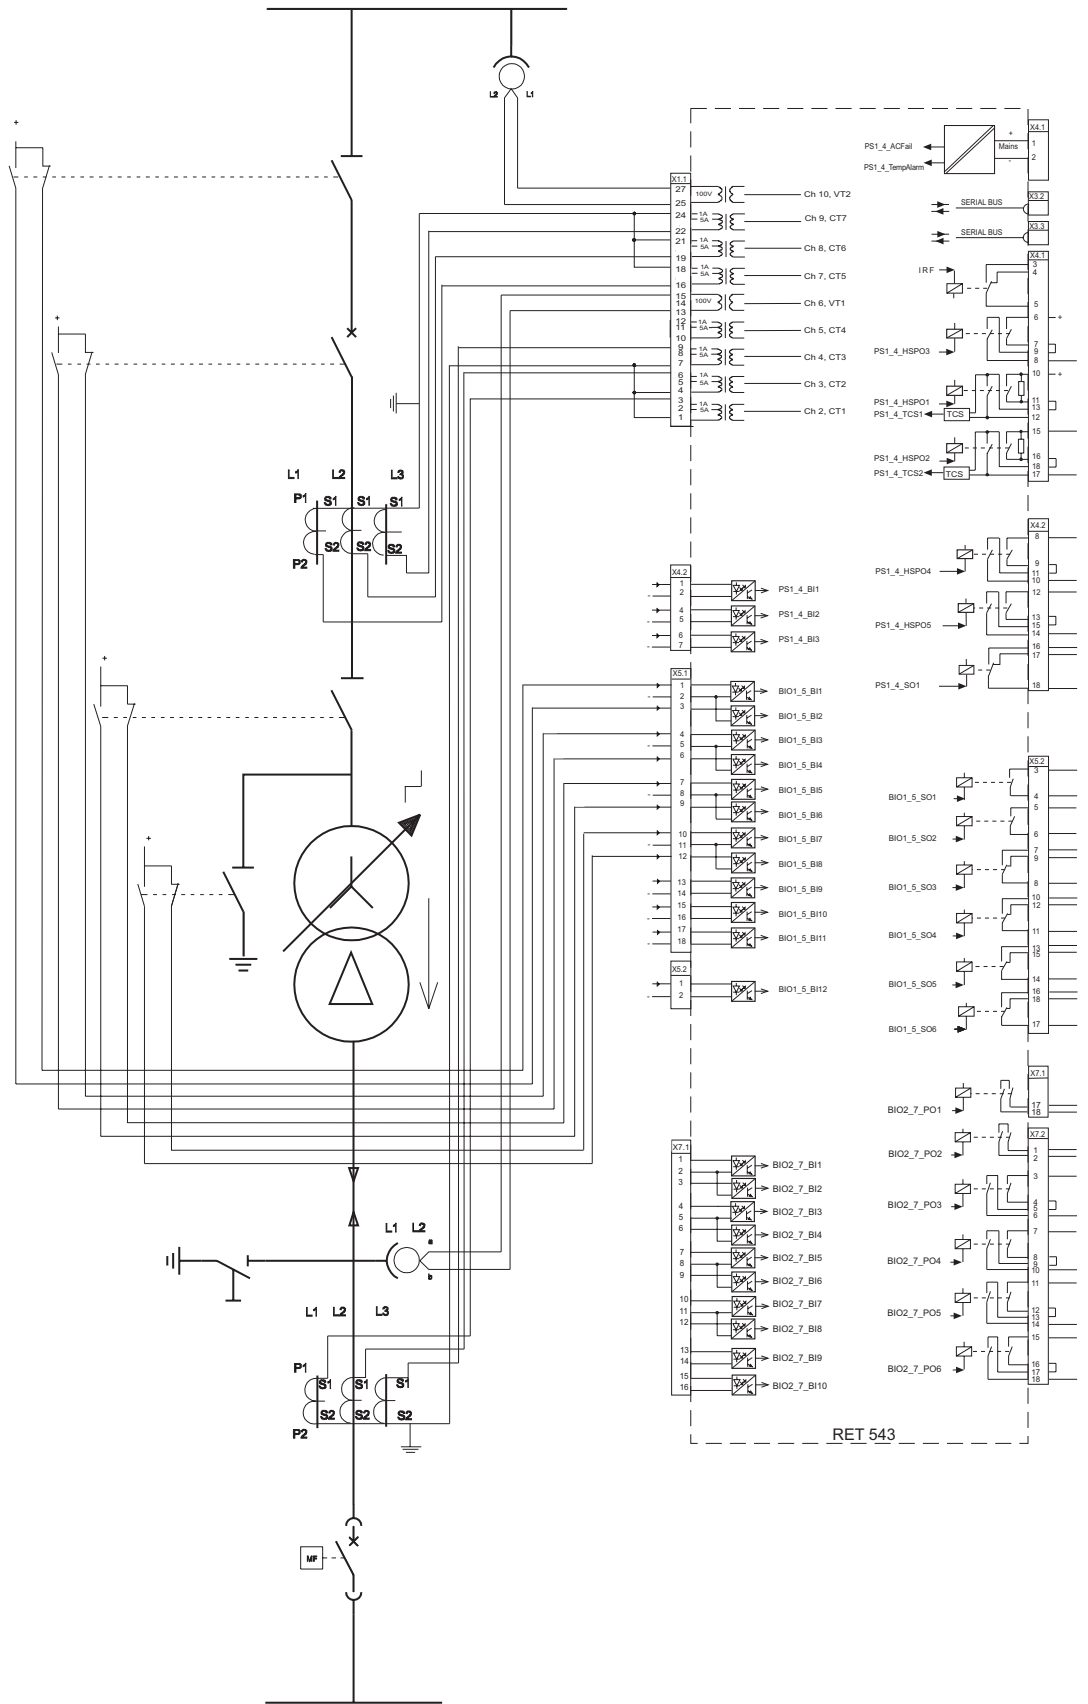 L2 L1
+
+
L1 L2 L3
P1 S1 S1 S1
P2 S2 S2 S2
+
+
L1 L2
a
b
L1 L2 L3
P1 S1 S1 S1
P2 S2 S2 S2
MF
X1.1
27 100V Ch 10, VT2
25
24 1A 5A Ch 9, CT7
22
21 1A 5A Ch 8, CT6
19
18 1A 5A Ch 7, CT5
16
15
14 100V Ch 6, VT1
13
12 1A
11 5A Ch 5, CT4
10
9 1A
8 5A Ch 4, CT3
7
6 1A
5 5A Ch 3, CT2
4
3 1A
2 5A Ch 2, CT1
1
X4.2
1
2 PS1_4_BI1
4
5 PS1_4_BI2
6
7 PS1_4_BI3
X5.1
1
2 BIO1_5_BI1
3 BIO1_5_BI2
4
5 BIO1_5_BI3
6 BIO1_5_BI4
7
8 BIO1_5_BI5
9 BIO1_5_BI6
10
11 BIO1_5_BI7
12 BIO1_5_BI8
13
14 BIO1_5_BI9
15
16 BIO1_5_BI10
17
18 BIO1_5_BI11
X5.2
1
2 BIO1_5_BI12
X7.1
1
2 BIO2_7_BI1
3 BIO2_7_BI2
4
5 BIO2_7_BI3
6 BIO2_7_BI4
7
8 BIO2_7_BI5
9 BIO2_7_BI6
10
11 BIO2_7_BI7
12 BIO2_7_BI8
13
14 BIO2_7_BI9
15
16 BIO2_7_BI10
X4.1
PS1_4_ACFail + 1
Mains
PS1_4_TempAlarm - 2
X3.2
SERIAL BUS
X3.3
SERIAL BUS
X4.1
IRF 3
4
5
6 +
7
PS1_4_HSPO3 9
8
10 +
PS1_4_HSPO1 11
13
PS1_4_TCS1 TCS 12
15
PS1_4_HSPO2 16
18
PS1_4_TCS2 TCS 17
X4.2
8
9
PS1_4_HSPO4 11
10
12
13
PS1_4_HSPO5 15
14
16
17
PS1_4_SO1 18
X5.2
3
BIO1_5_SO1 4
5
BIO1_5_SO2 6
7
9
BIO1_5_SO3 8
10
12
BIO1_5_SO4 11
13
15
BIO1_5_SO5 14
16
18
BIO1_5_SO6 17
X7.1
BIO2_7_PO1 17
18
X7.2
BIO2_7_PO2 1
2
3
4
BIO2_7_PO3 5
6
7
8
BIO2_7_PO4 9
10
11
12
BIO2_7_PO5 13
14
15
16
BIO2_7_PO6 17
18
RET 543